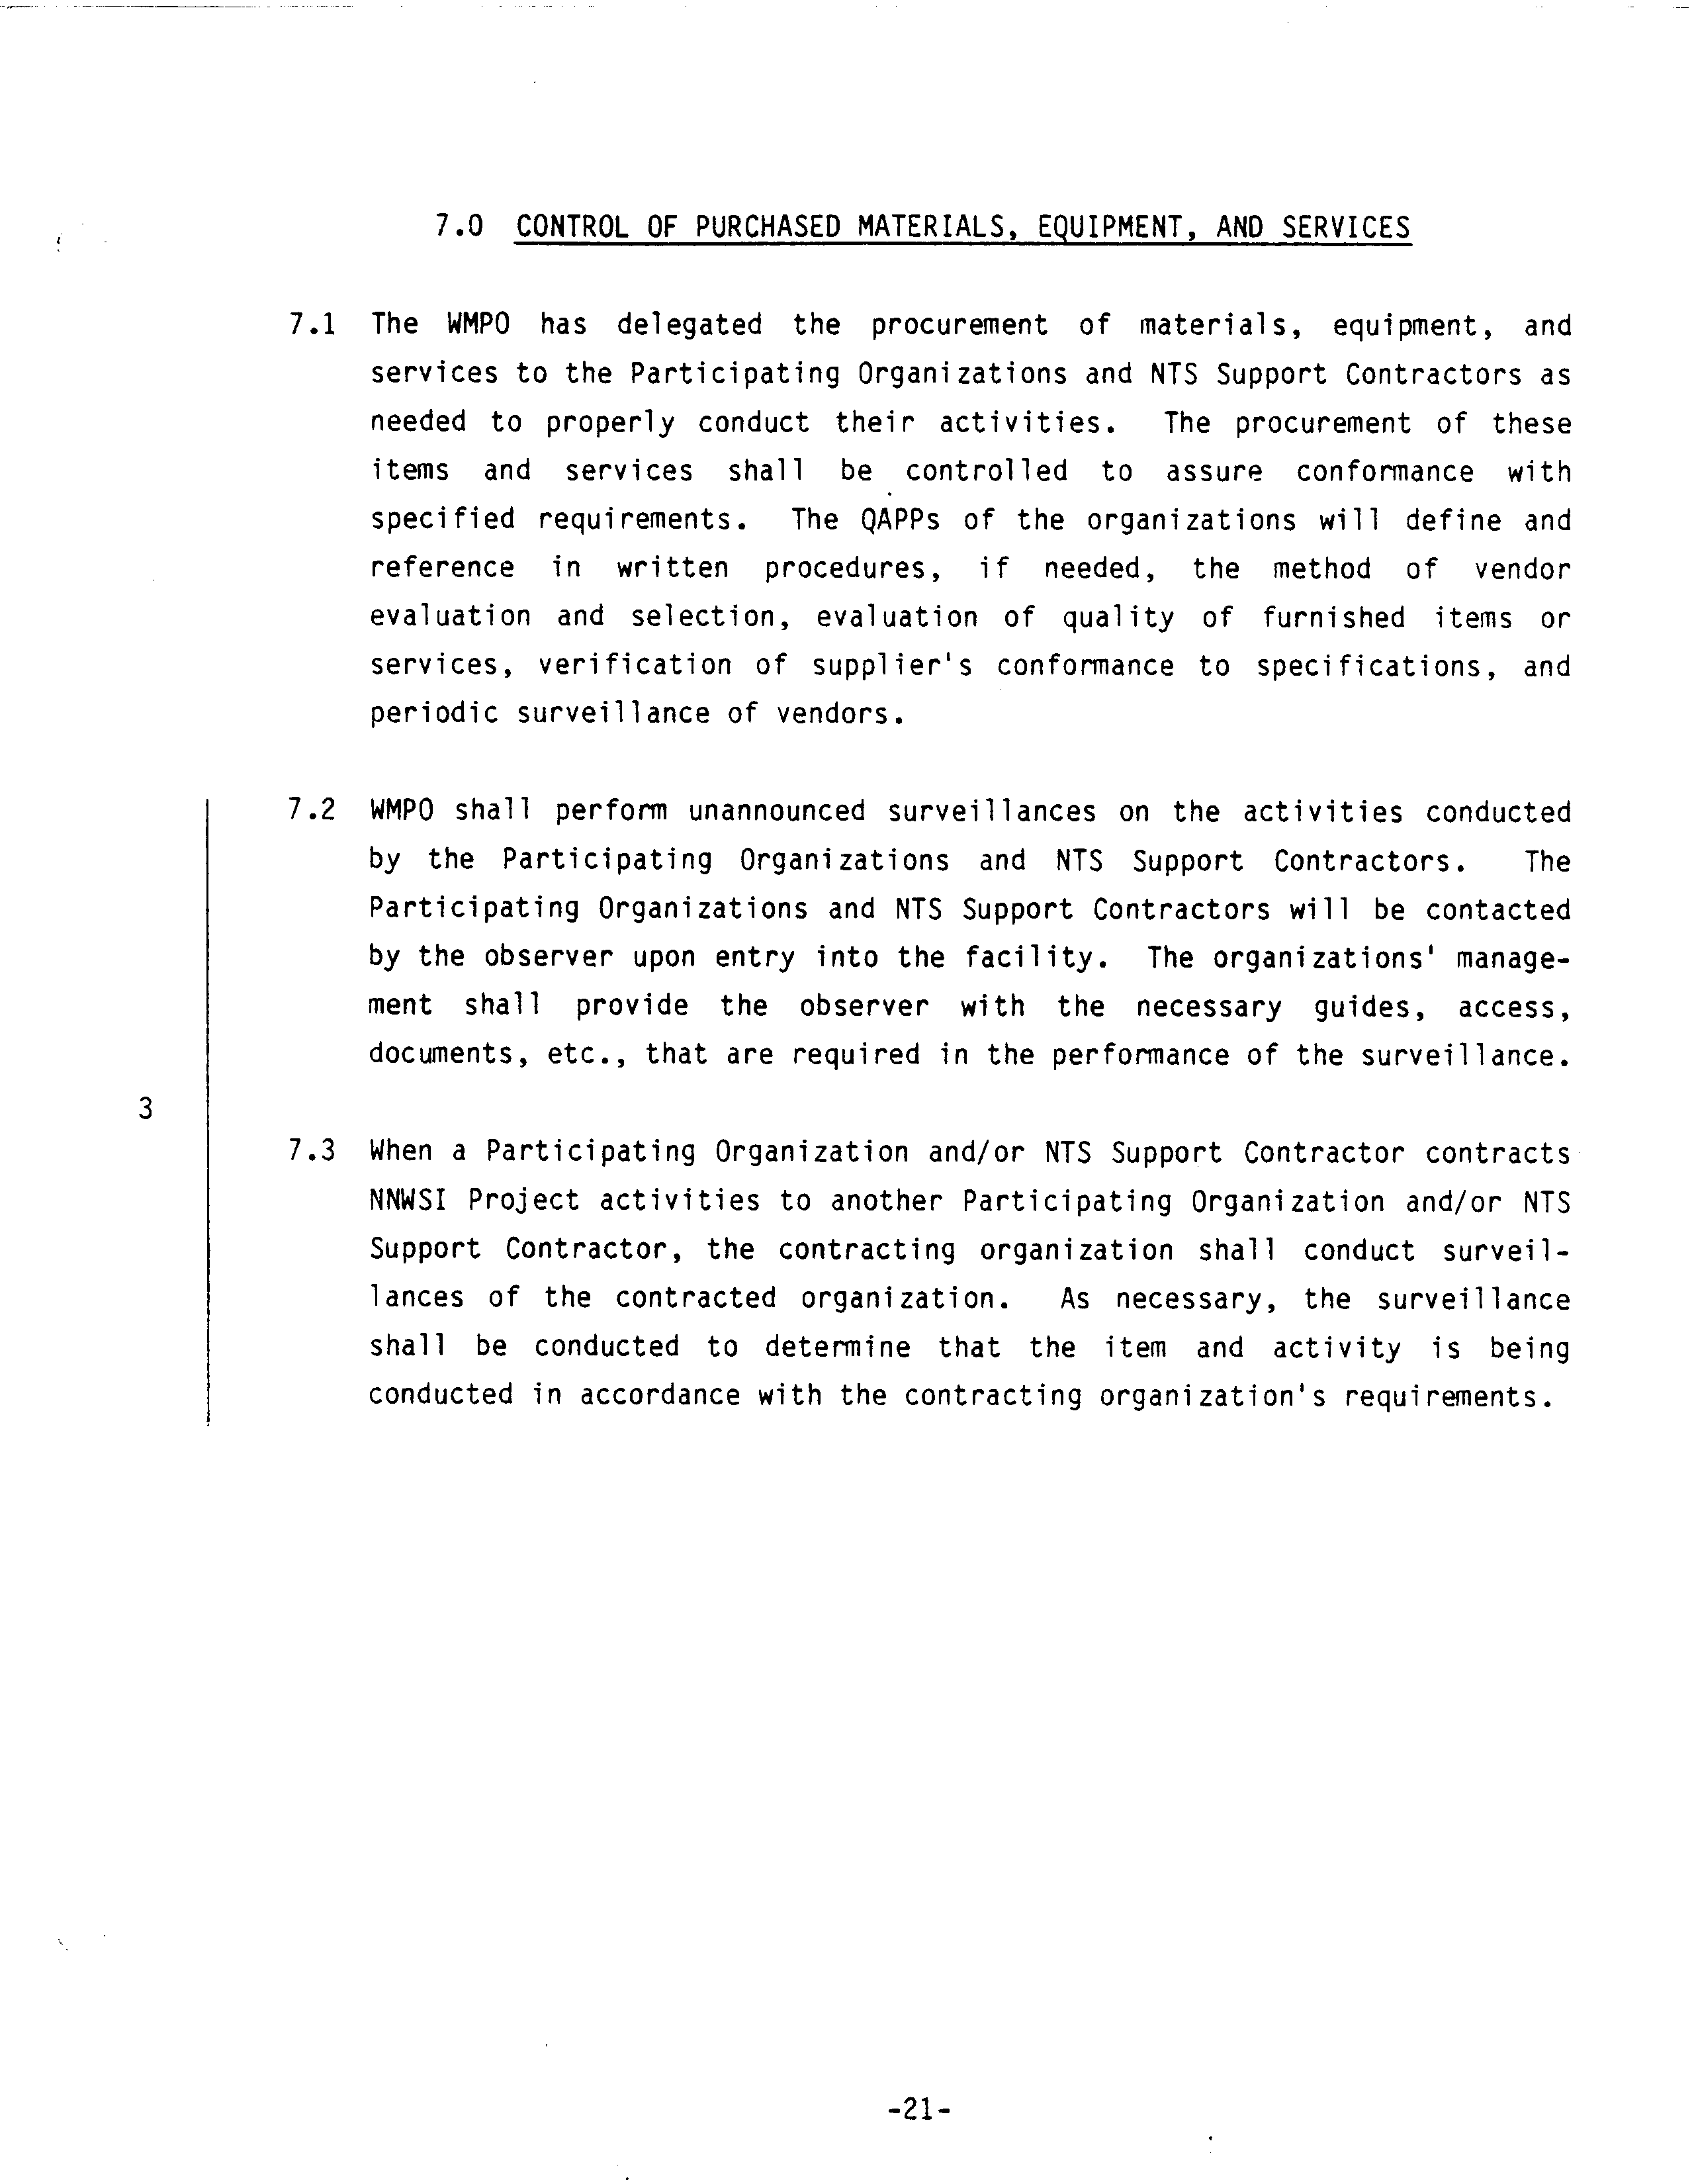 7.0 CONTROL OF PURCHASED MATERIALS, EQUIPMENT, AND SERVICES
7.1 The WMPO has delegated the procurement of materials, equipment, and
services to the Participating Organizations and NTS Support Contractors as
needed to properly conduct their activities. The procurement of these
items and services shall be controlled to assure conformance with
specified requirements. The QAPPs of the organizations will define and
reference in written procedures, if needed, the method of vendor
evaluation and selection, evaluation of quality of furnished items or
services, verification of supplier's conformance to specifications, and
periodic surveillance of vendors.
7.2 WMPO shall perform unannounced surveillances on the activities conducted
by the Participating Organizations and NTS Support Contractors. The
Participating Organizations and NTS Support Contractors will be contacted
by the observer upon entry into the facility. The organizations' manage-
ment shall provide the observer with the necessary guides, access,
documents, etc., that are required in the performance of the surveillance.
3
7.3 When a Participating Organization and/or NTS Support Contractor contracts
NNWSI Project activities to another Participating Organization and/or NTS
Support Contractor, the contracting organization shall conduct surveil-
lances of the contracted organization. As necessary, the surveillance
shall be conducted to determine that the item and activity is being
conducted in accordance with the contracting organization's requirements.
-21-